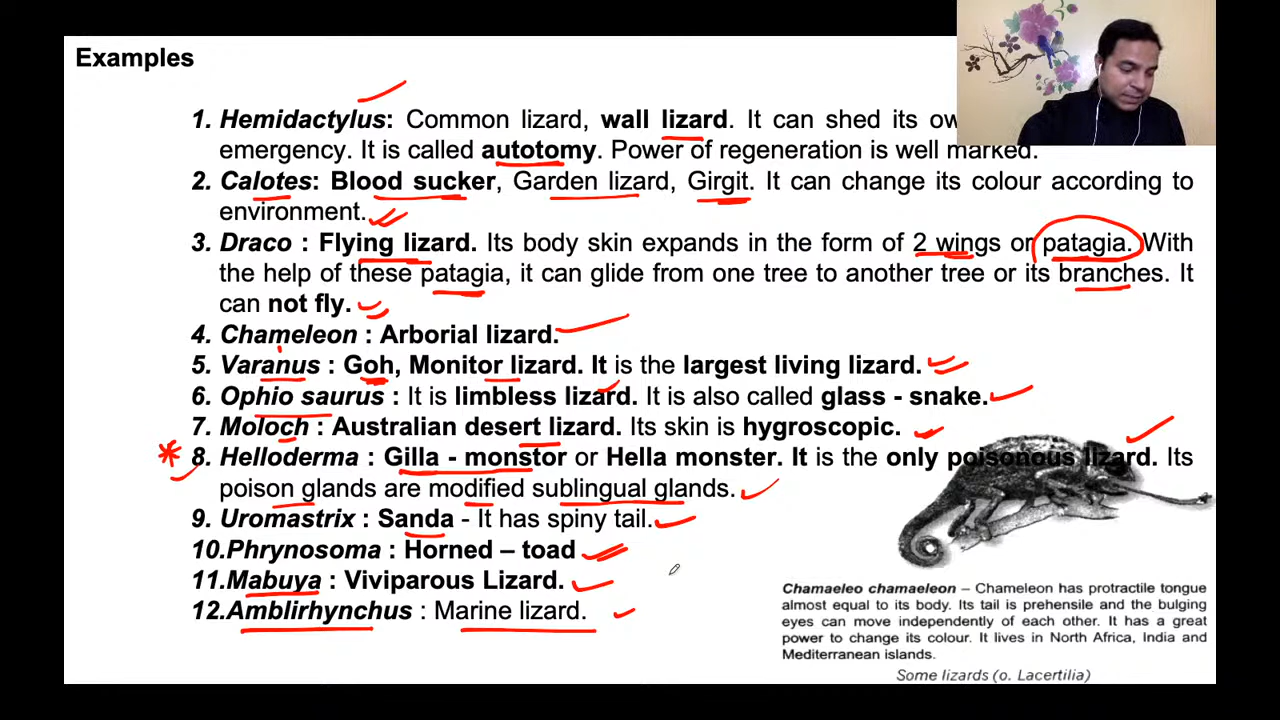 Examples
1. Hemidactylus: Common lizard, wall lizard. It can shed its
emergency. It is called autotomy. Power of regeneration is well marked.
2. Calotes: Blood sucker, Garden lizard, Girgit. It can change its colour according to
environment.
3. Draco : Flying lizard. Its body skin expands in the form of 2 wings or patagia. With
the help of these patagia, it can glide from one tree to another tree or its branches. It
can not fly.
4. Chameleon : Arborial lizard.
5. Varanus : Goh, Monitor lizard. It is the largest living lizard.
6. Ophio saurus : It is limbless lizard. It is also called glass - snake.
7. Moloch : Australian desert lizard. Its skin is hygroscopic.
8. Helloderma : Gilla - monstor or Hella monster. It is the only poisonous lizard. Its
poison glands are modified sublingual glands.
9. Uromastrix : Sanda - It has spiny tail.
10.Phrynosoma : Horned – toad
11.Mabuya : Viviparous Lizard.
12.Amblirhynchus : Marine lizard.
Chamaeleo chamaeleon – Chameleon has protractile tongue
almost equal to its body. Its tail is prehensile and the bulging
eyes can move independently of each other. It has a great
power to change its colour. It lives in North Africa, India and
Mediterranean islands.
Some lizards (o. Lacertilia)